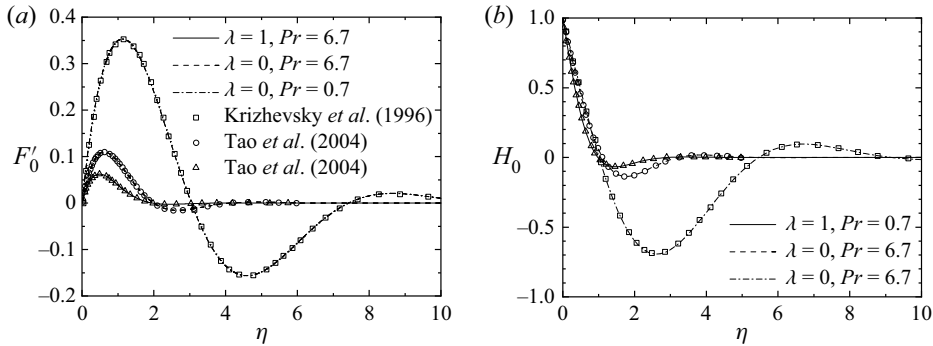 (a)
0.4
0.3
0.2
0.1
0
–0.1
–0.2
F′0
λ = 1, Pr = 6.7
λ = 0, Pr = 6.7
λ = 0, Pr = 0.7
Krizhevsky et al. (1996)
Tao et al. (2004)
Tao et al. (2004)
0 2 4 6 8 10
η
(b)
1.0
0.5
0
–0.5
–1.0
H0
λ = 1, Pr = 0.7
λ = 0, Pr = 6.7
λ = 0, Pr = 6.7
0 2 4 6 8 10
η